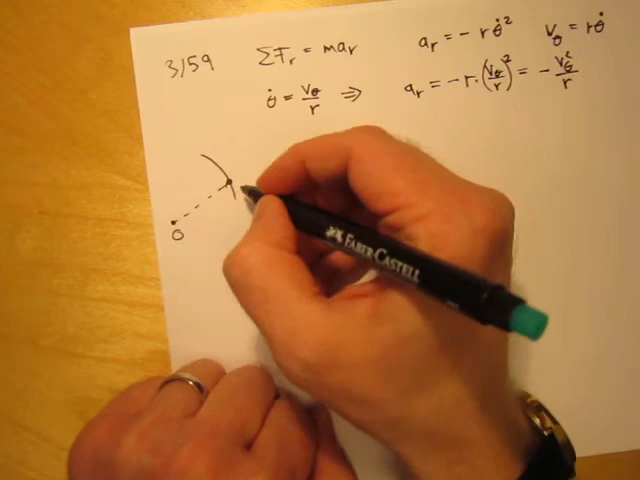 3/59 ΣFr = mar ar = - rθ̇² vθ = rθ̇
θ̇ = vθ/r ⇒ ar = - r·(vθ/r)² = - vθ²/r
O
FABER CASTELL